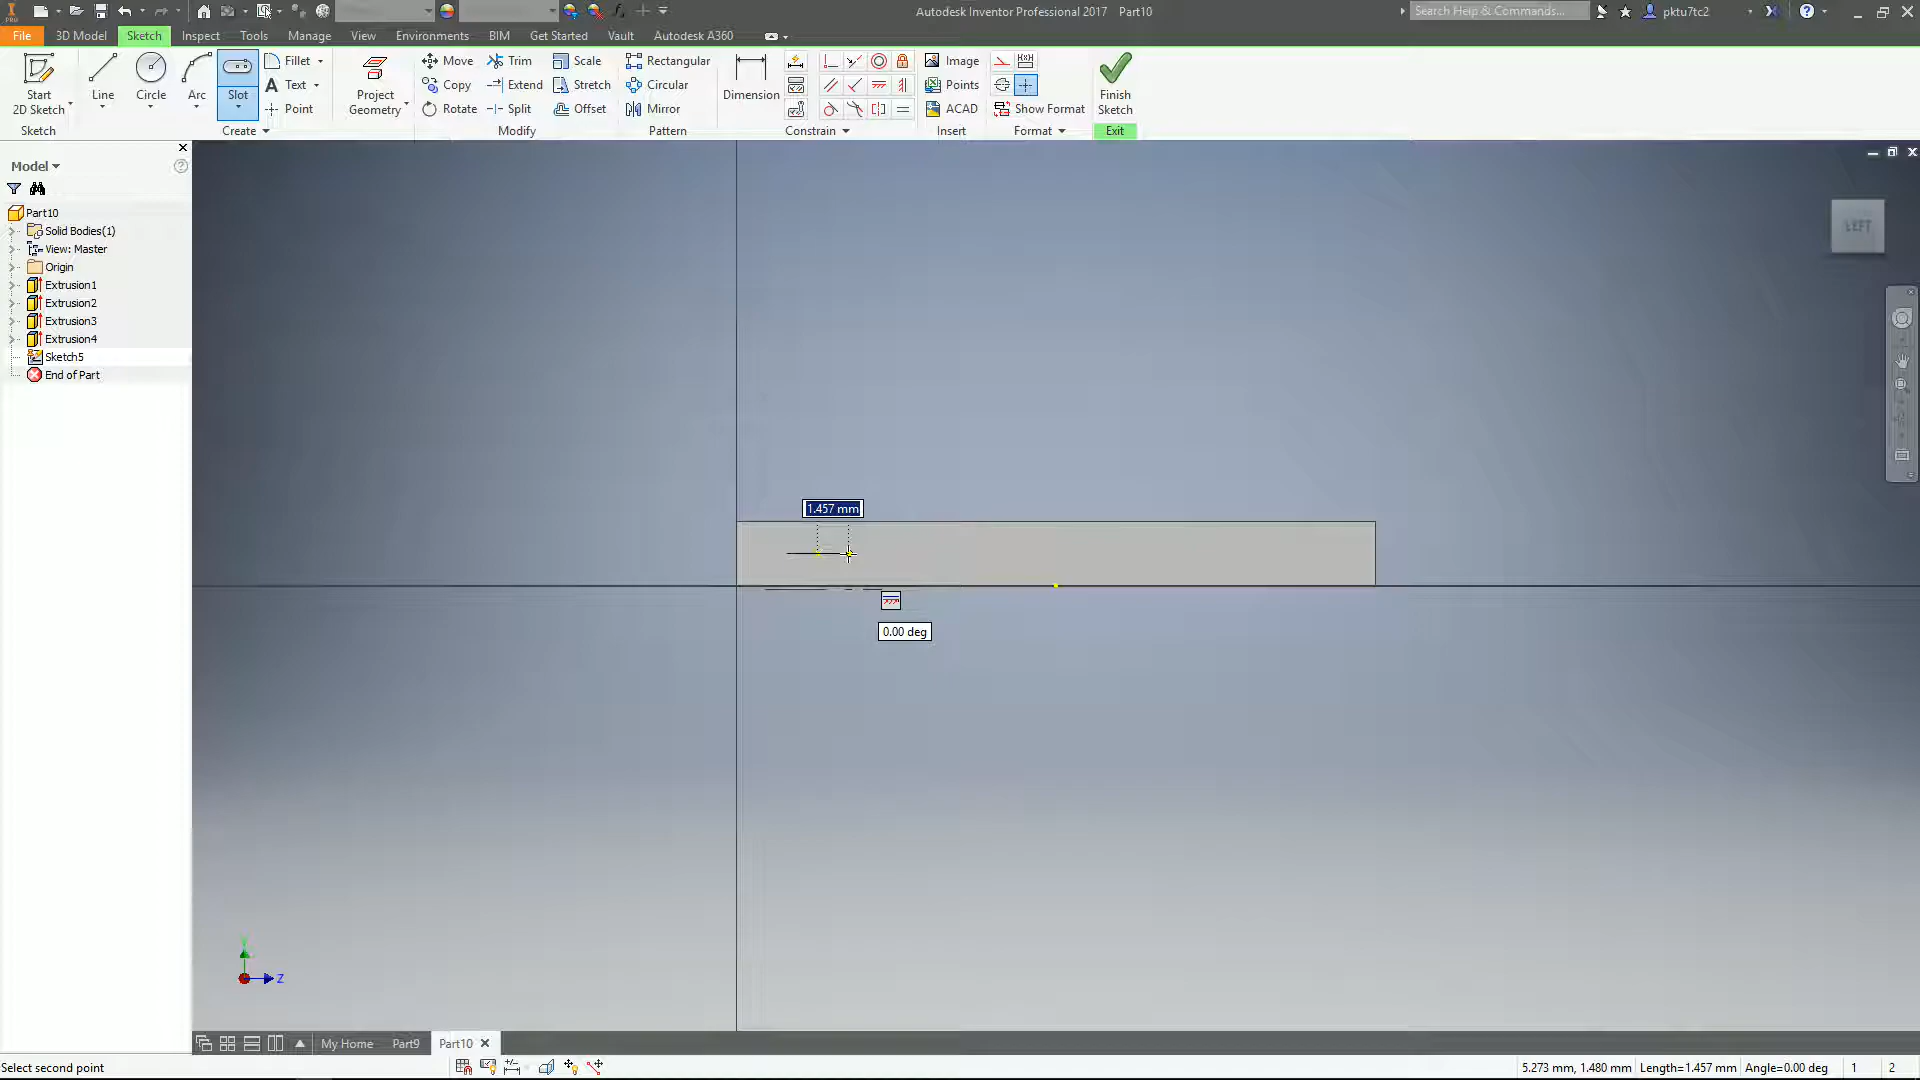 PRO
Autodesk Inventor Professional 2017 Part10
Search Help & Commands...
pktu7tc2
File 3D Model Sketch Inspect Tools Manage View Environments BIM Get Started Vault Autodesk A360
Start
2D Sketch
Line
Circle
Arc
Slot
Fillet
Text
Point
Project
Geometry
Move
Copy
Rotate
Trim
Extend
Split
Scale
Stretch
Offset
Rectangular
Circular
Mirror
Dimension
Image
Points
ACAD
Show Format
Finish
Sketch
Sketch Create Modify Pattern Constrain Insert Format Exit
Model
Part10
Solid Bodies(1)
View: Master
Origin
Extrusion1
Extrusion2
Extrusion3
Extrusion4
Sketch5
End of Part
LEFT
1.457 mm
0.00 deg
Z
My Home Part9 Part10
Select second point
5.273 mm, 1.480 mm Length=1.457 mm Angle=0.00 deg 1 2